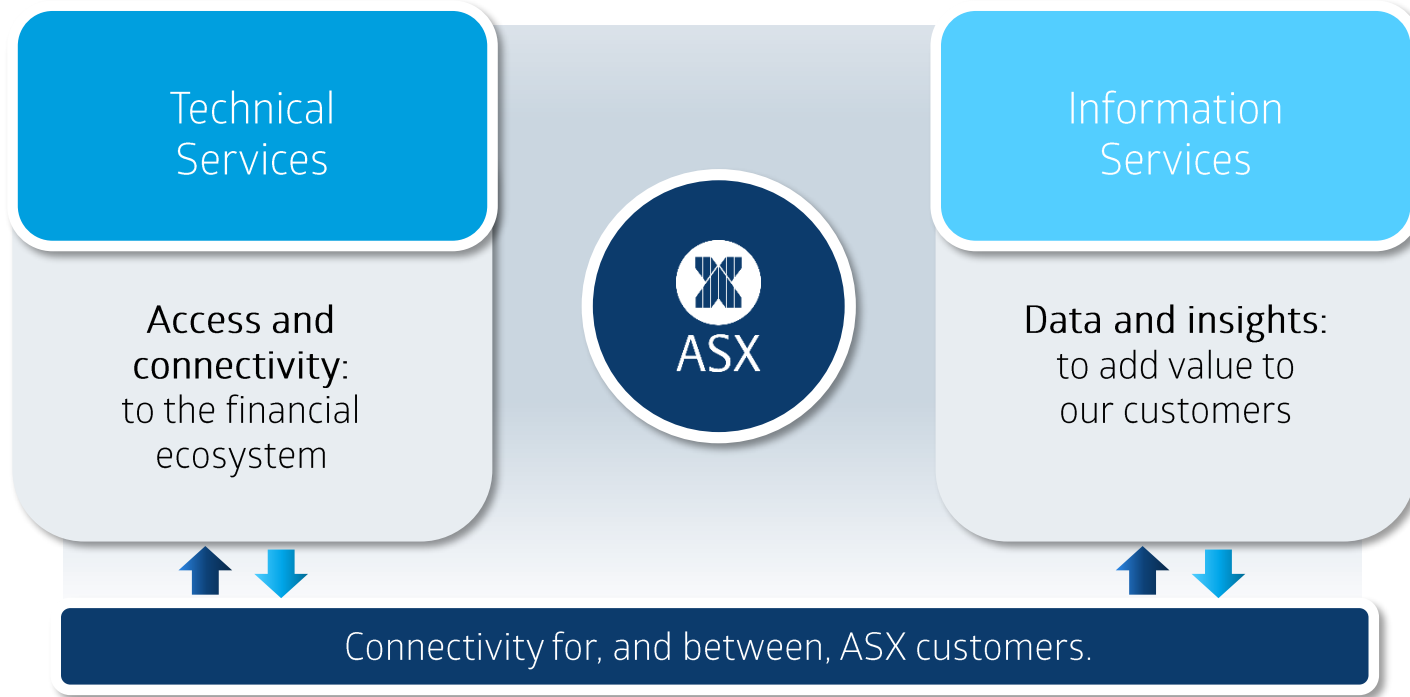 Technical
Services
Access and
connectivity:
to the financial
ecosystem
ASX
Information
Services
Data and insights:
to add value to
our customers
Connectivity for, and between, ASX customers.